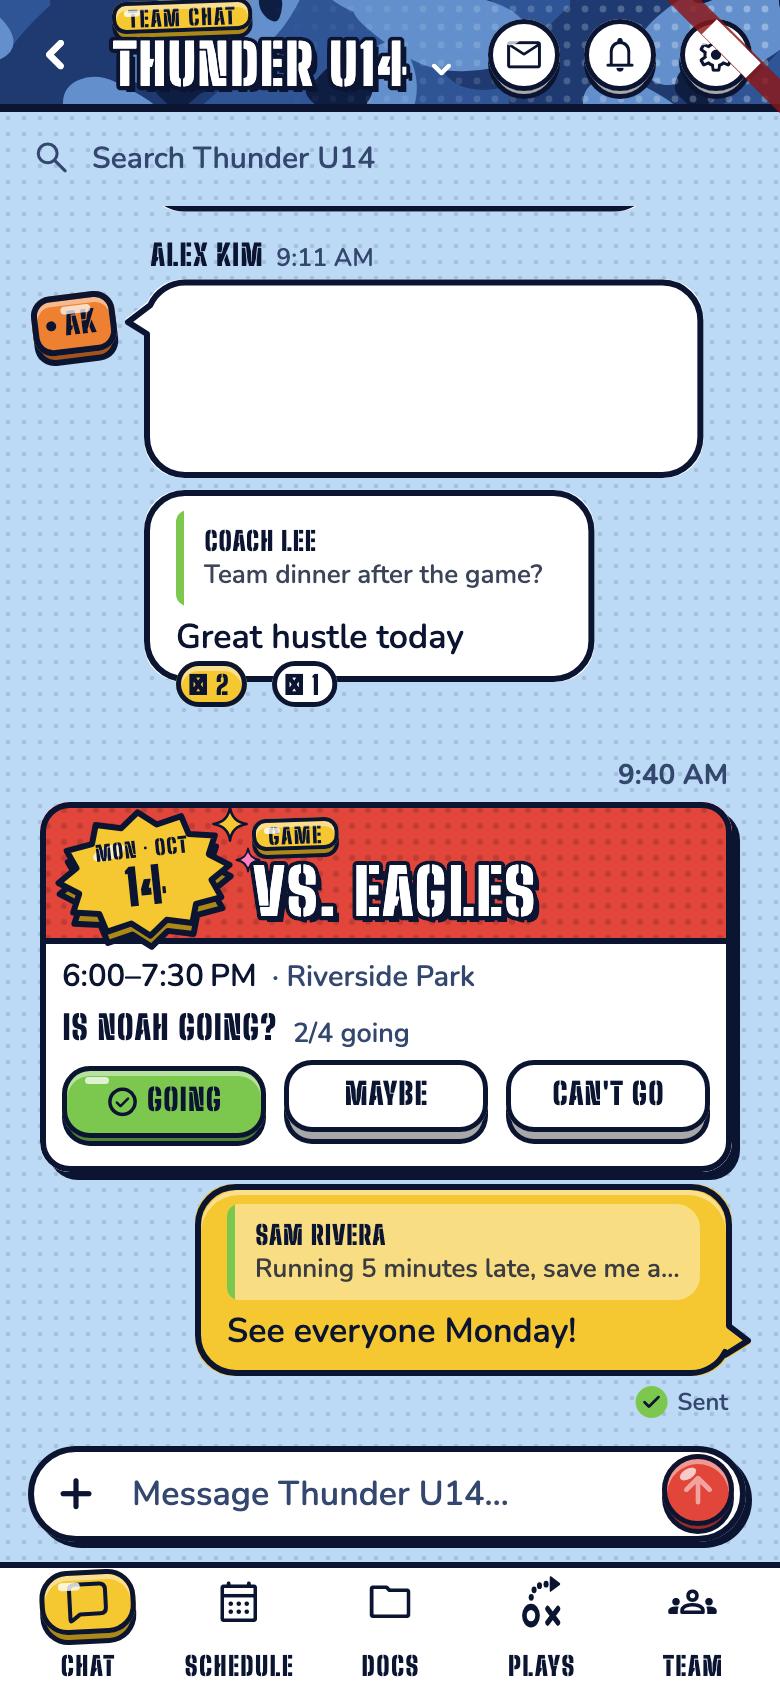 TEAM CHAT
THUNDER U14
Search Thunder U14
ALEX KIM 9:11 AM
• AK
COACH LEE
Team dinner after the game?
Great hustle today
2
1
9:40 AM
MON · OCT
14
GAME
VS. EAGLES
6:00–7:30 PM · Riverside Park
IS NOAH GOING? 2/4 going
GOING
MAYBE
CAN'T GO
SAM RIVERA
Running 5 minutes late, save me a...
See everyone Monday!
Sent
Message Thunder U14...
CHAT
SCHEDULE
DOCS
PLAYS
TEAM